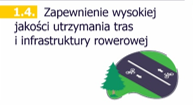 1.4. Zapewnienie wysokiej
jakości utrzymania tras
i infrastruktury rowerowej